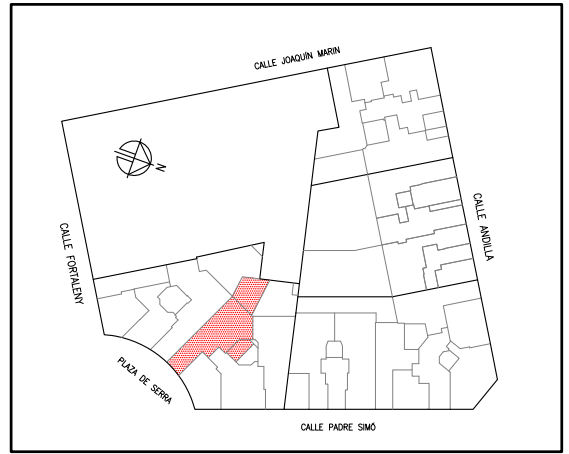 CALLE JOAQUÍN MARIN
N
CALLE FORTALENY
CALLE ANDILLA
PLAZA DE SERRA
CALLE PADRE SIMÓ